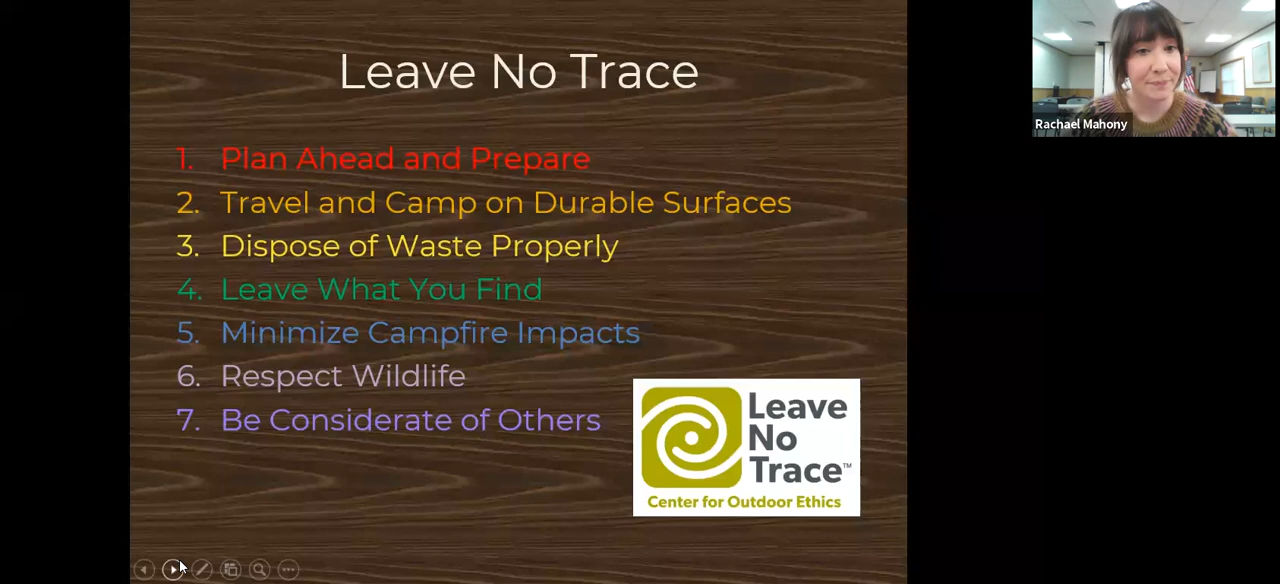 Leave No Trace
1. Plan Ahead and Prepare
2. Travel and Camp on Durable Surfaces
3. Dispose of Waste Properly
4. Leave What You Find
5. Minimize Campfire Impacts
6. Respect Wildlife
7. Be Considerate of Others
Leave
No
Trace™
Center for Outdoor Ethics
Rachael Mahony